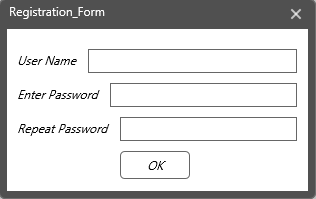 Registration_Form
User Name
Enter Password
Repeat Password
OK